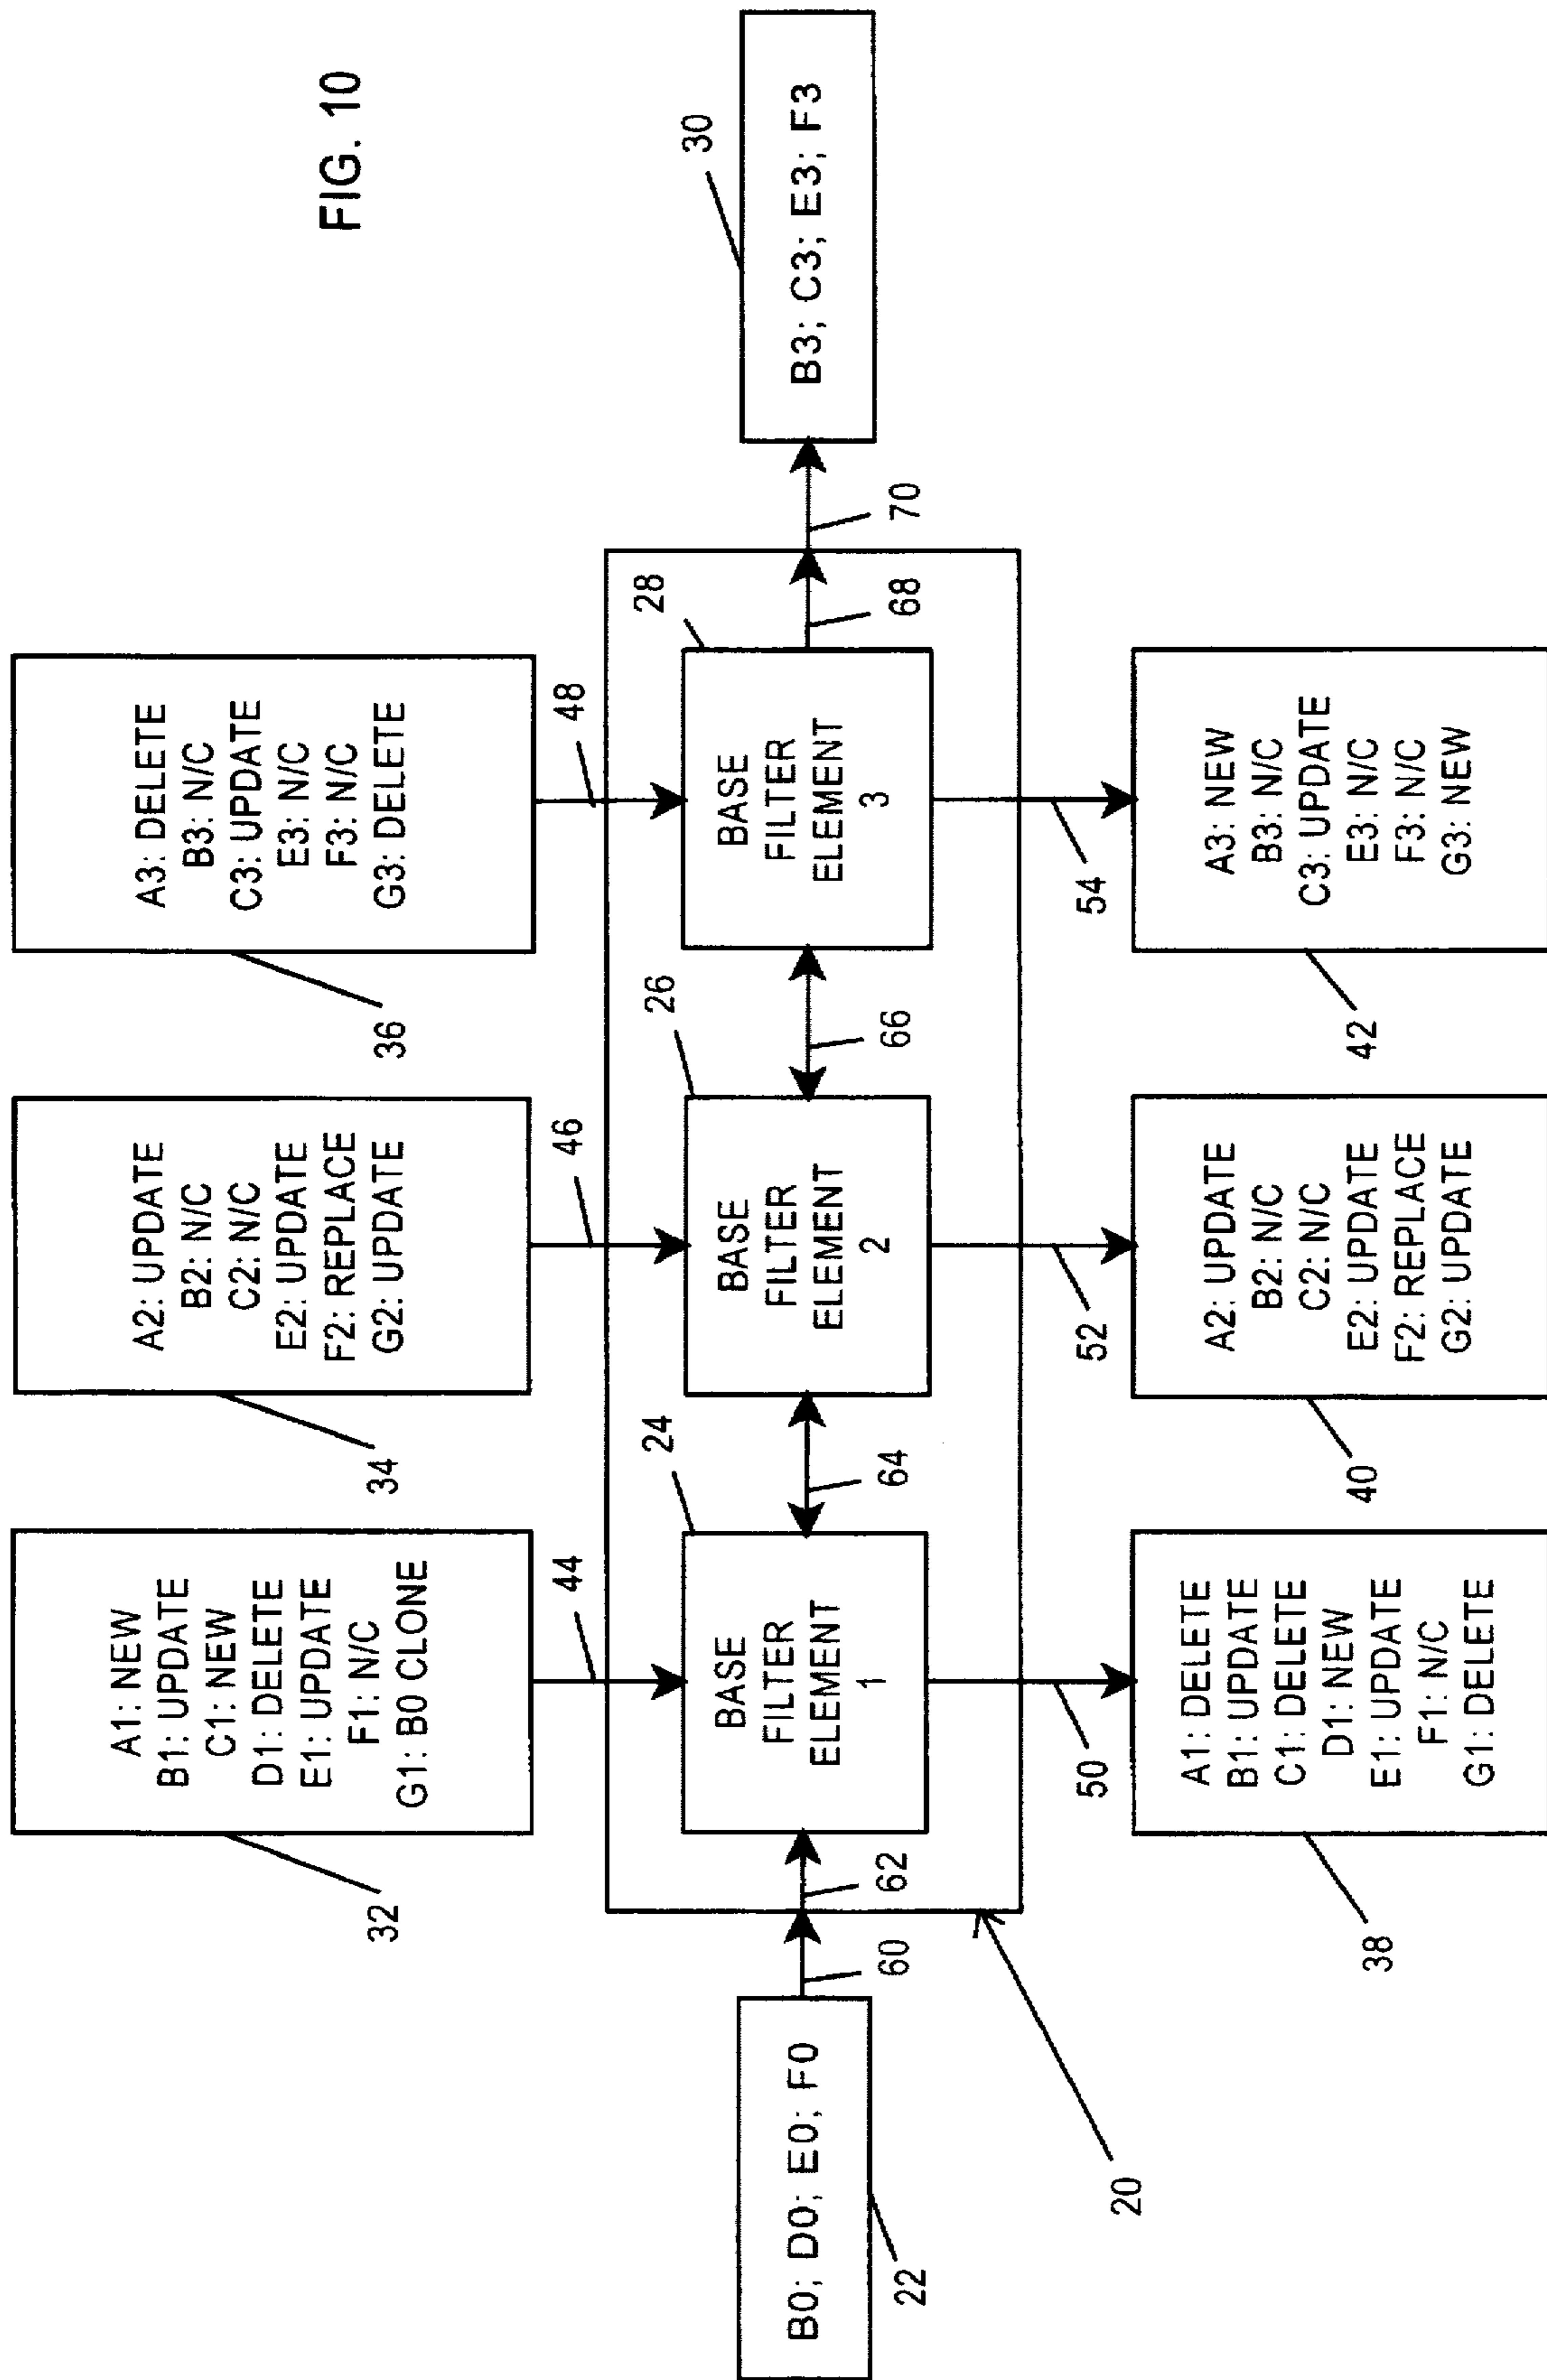 FIG. 10
A1: NEW
B1: UPDATE
C1: NEW
D1: DELETE
E1: UPDATE
F1: N/C
G1: B0 CLONE
32
44
A2: UPDATE
B2: N/C
C2: N/C
E2: UPDATE
F2: REPLACE
G2: UPDATE
34
46
A3: DELETE
B3: N/C
C3: UPDATE
E3: N/C
F3: N/C
G3: DELETE
36
48
B0; D0; E0; F0
22
60
62
20
24
BASE
FILTER
ELEMENT
1
64
26
BASE
FILTER
ELEMENT
2
66
28
BASE
FILTER
ELEMENT
3
68
70
30
B3; C3; E3; F3
50
A1: DELETE
B1: UPDATE
C1: DELETE
D1: NEW
E1: UPDATE
F1: N/C
G1: DELETE
38
52
A2: UPDATE
B2: N/C
C2: N/C
E2: UPDATE
F2: REPLACE
G2: UPDATE
40
54
A3: NEW
B3: N/C
C3: UPDATE
E3: N/C
F3: N/C
G3: NEW
42